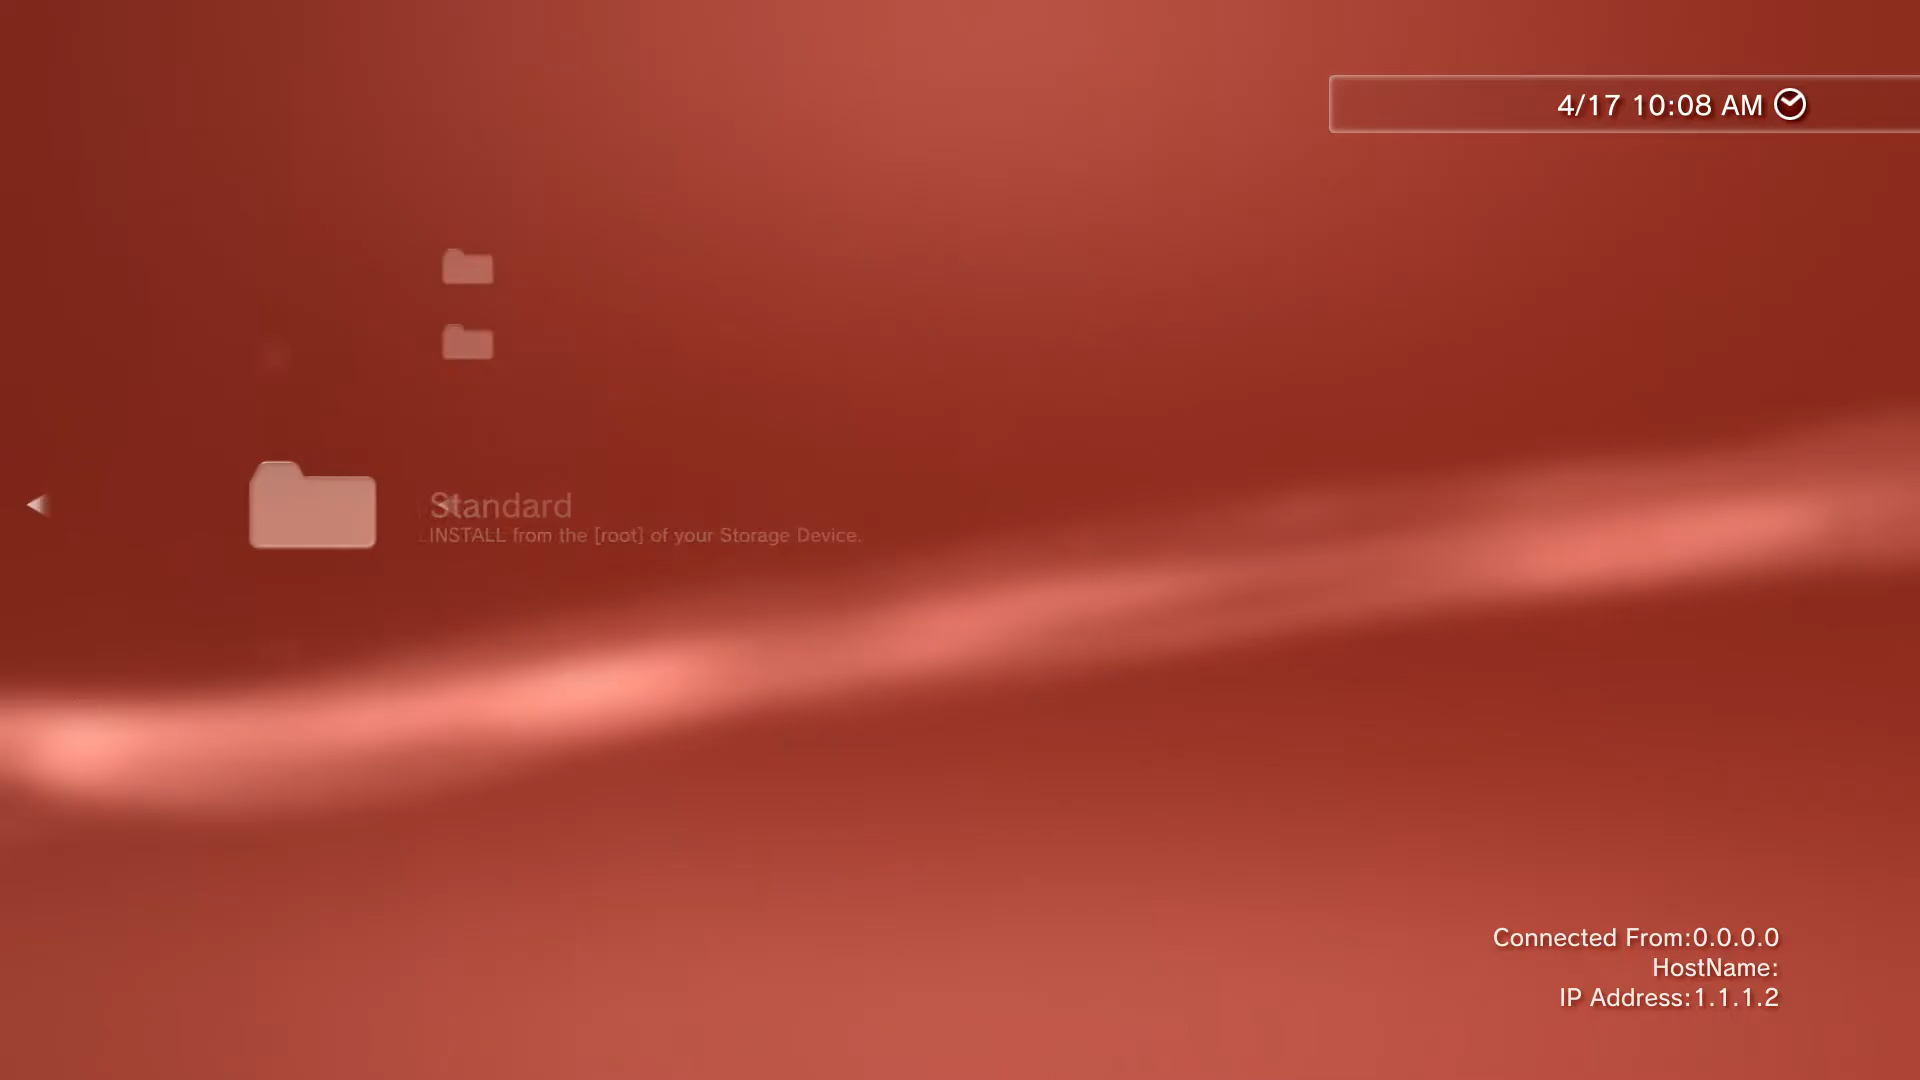 4/17 10:08 AM
Standard
INSTALL from the [root] of your Storage Device.
Connected From:0.0.0.0
HostName:
IP Address:1.1.1.2